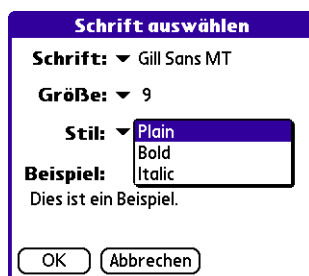 Schrift auswählen
Schrift: Gill Sans MT
Größe: 9
Stil: Plain
Bold
Beispiel: Italic
Dies ist ein Beispiel.
OK Abbrechen